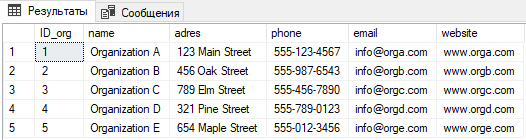 Результаты Сообщения
ID_org name adres phone email website
1 1 Organization A 123 Main Street 555-123-4567 info@orga.com www.orga.com
2 2 Organization B 456 Oak Street 555-987-6543 info@orgb.com www.orgb.com
3 3 Organization C 789 Elm Street 555-456-7890 info@orgc.com www.orgc.com
4 4 Organization D 321 Pine Street 555-789-0123 info@orgd.com www.orgd.com
5 5 Organization E 654 Maple Street 555-012-3456 info@orge.com www.orge.com